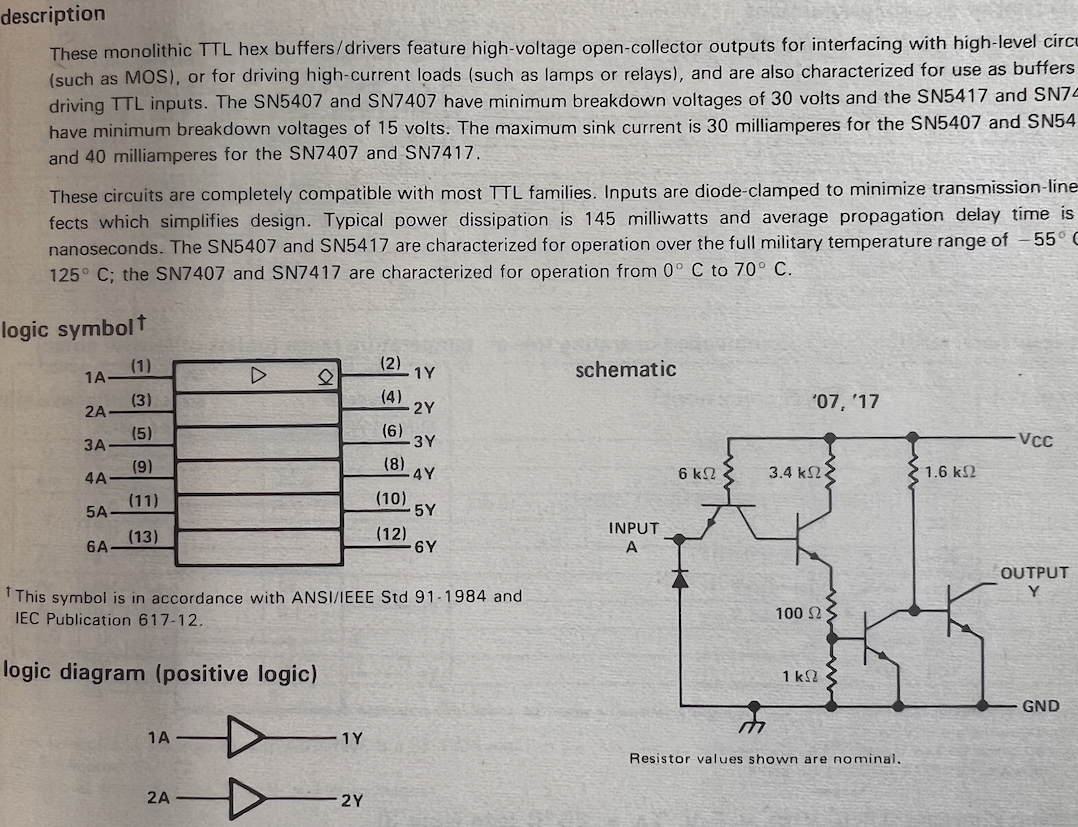 description
These monolithic TTL hex buffers/drivers feature high-voltage open-collector outputs for interfacing with high-level
(such as MOS), or for driving high-current loads (such as lamps or relays), and are also characterized for use as buffers
driving TTL inputs. The SN5407 and SN7407 have minimum breakdown voltages of 30 volts and the SN5417 and
have minimum breakdown voltages of 15 volts. The maximum sink current is 30 milliamperes for the SN5407 and
and 40 milliamperes for the SN7407 and SN7417.
These circuits are completely compatible with most TTL families. Inputs are diode-clamped to minimize transmission-line
fects which simplifies design. Typical power dissipation is 145 milliwatts and average propagation delay time is
nanoseconds. The SN5407 and SN5417 are characterized for operation over the full military temperature range of −55°
125° C; the SN7407 and SN7417 are characterized for operation from 0° C to 70° C.
logic symbol†
1A (1) (2) 1Y
2A (3) (4) 2Y
3A (5) (6) 3Y
4A (9) (8) 4Y
5A (11) (10) 5Y
6A (13) (12) 6Y
†This symbol is in accordance with ANSI/IEEE Std 91-1984 and
IEC Publication 617-12.
logic diagram (positive logic)
1A 1Y
2A 2Y
schematic
'07, '17
VCC
6 kΩ 3.4 kΩ 1.6 kΩ
INPUT
A
OUTPUT
Y
100 Ω
1 kΩ
GND
Resistor values shown are nominal.